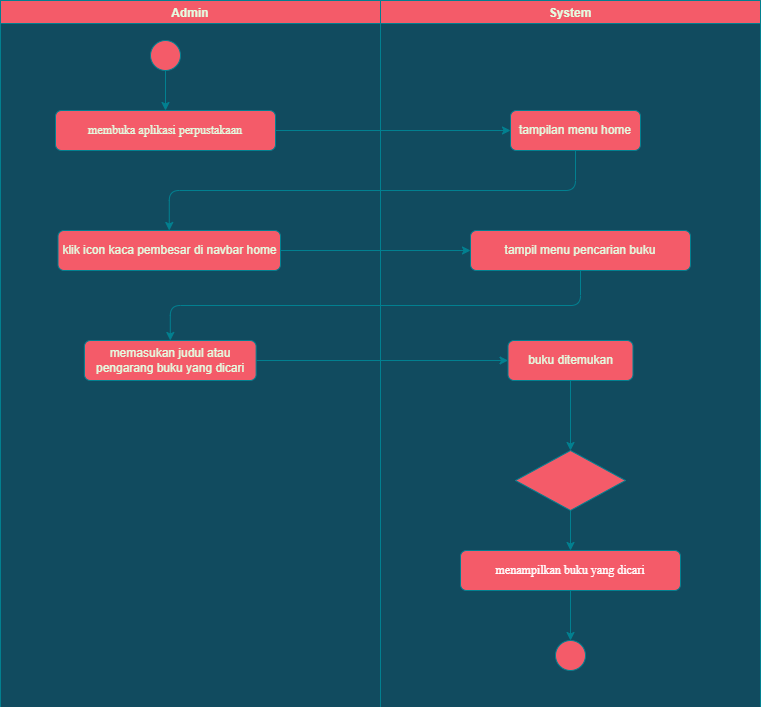 Admin
System
membuka aplikasi perpustakaan
tampilan menu home
klik icon kaca pembesar di navbar home
tampil menu pencarian buku
memasukan judul atau
pengarang buku yang dicari
buku ditemukan
menampilkan buku yang dicari